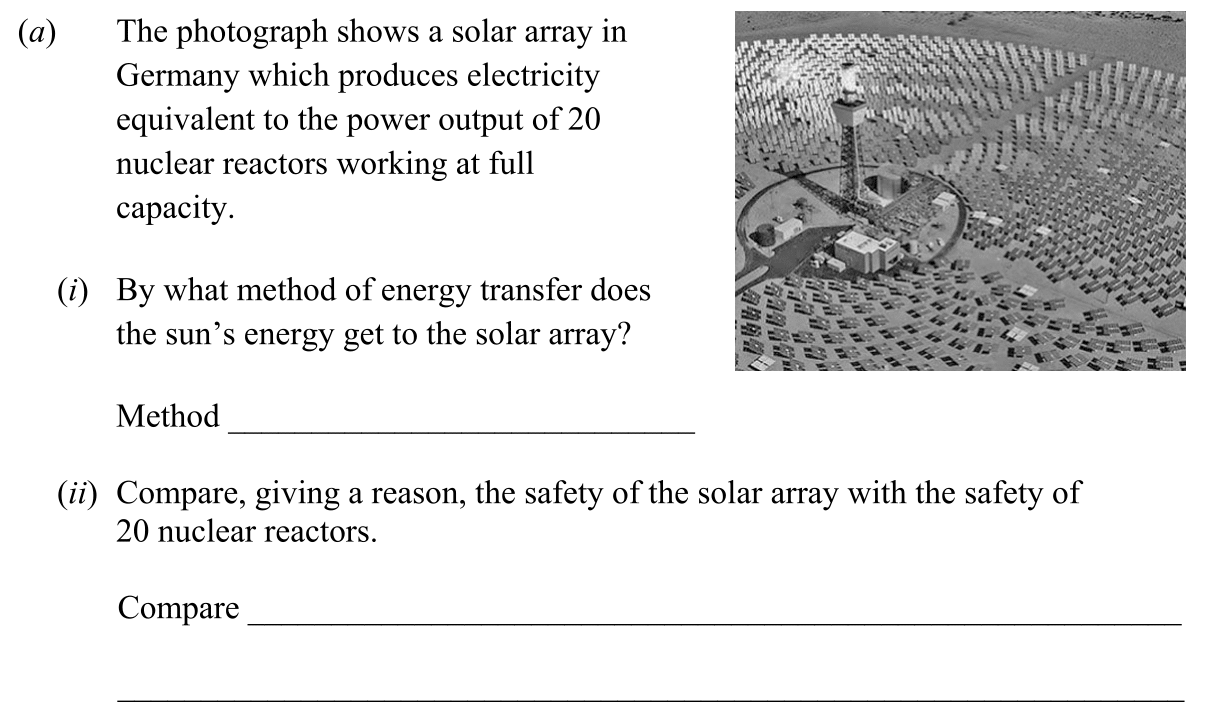 (a) The photograph shows a solar array in
Germany which produces electricity
equivalent to the power output of 20
nuclear reactors working at full
capacity.
(i) By what method of energy transfer does
the sun’s energy get to the solar array?
Method ____________________________
(ii) Compare, giving a reason, the safety of the solar array with the safety of
20 nuclear reactors.
Compare ________________________________________________________
________________________________________________________________